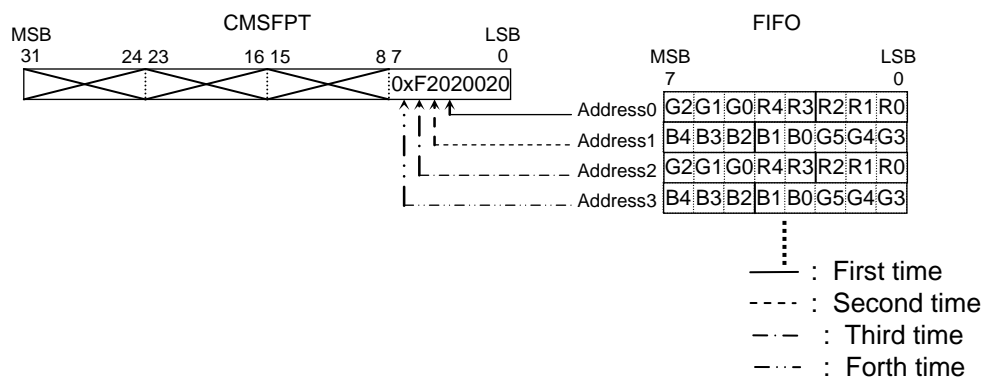 CMSFPT
MSB LSB
31 24 23 16 15 8 7 0
0xF2020020
FIFO
MSB LSB
7 0
Address0 G2 G1 G0 R4 R3 R2 R1 R0
Address1 B4 B3 B2 B1 B0 G5 G4 G3
Address2 G2 G1 G0 R4 R3 R2 R1 R0
Address3 B4 B3 B2 B1 B0 G5 G4 G3
: First time
: Second time
: Third time
: Forth time